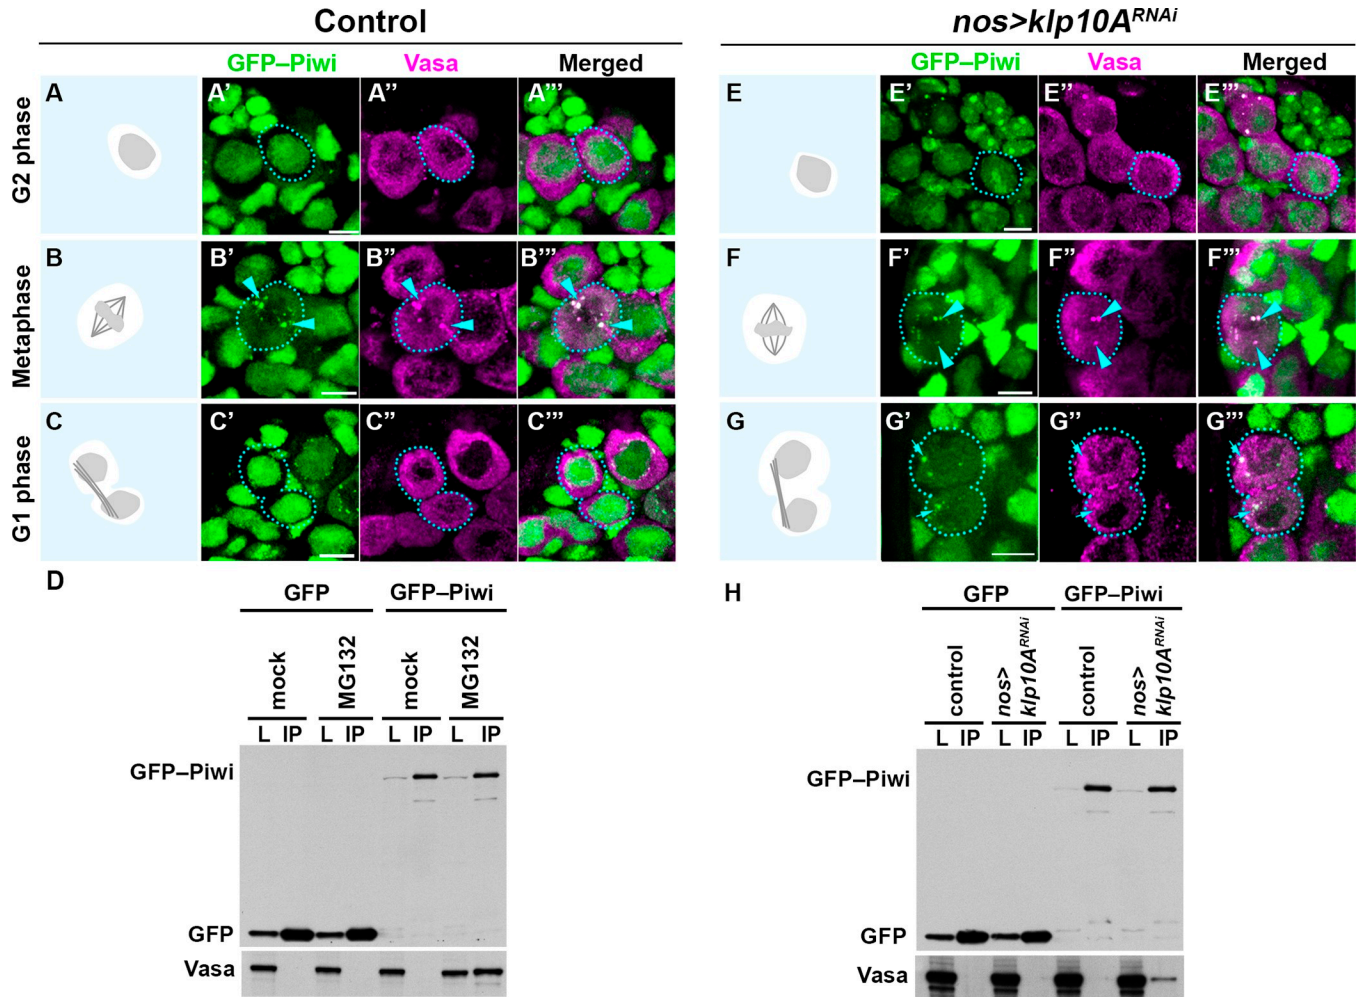 Control
nos>klp10A^RNAi
GFP–Piwi Vasa Merged
GFP–Piwi Vasa Merged
G2 phase
A A’ A’’ A’’’
E E’ E’’ E’’’
Metaphase
B B’ B’’ B’’’
F F’ F’’ F’’’
G1 phase
C C’ C’’ C’’’
G G’ G’’ G’’’
D
GFP GFP–Piwi
mock MG132 mock MG132
L IP L IP L IP L IP
GFP–Piwi
GFP
Vasa
H
GFP GFP–Piwi
control nos> klp10A^RNAi control nos> klp10A^RNAi
L IP L IP L IP L IP
GFP–Piwi
GFP
Vasa